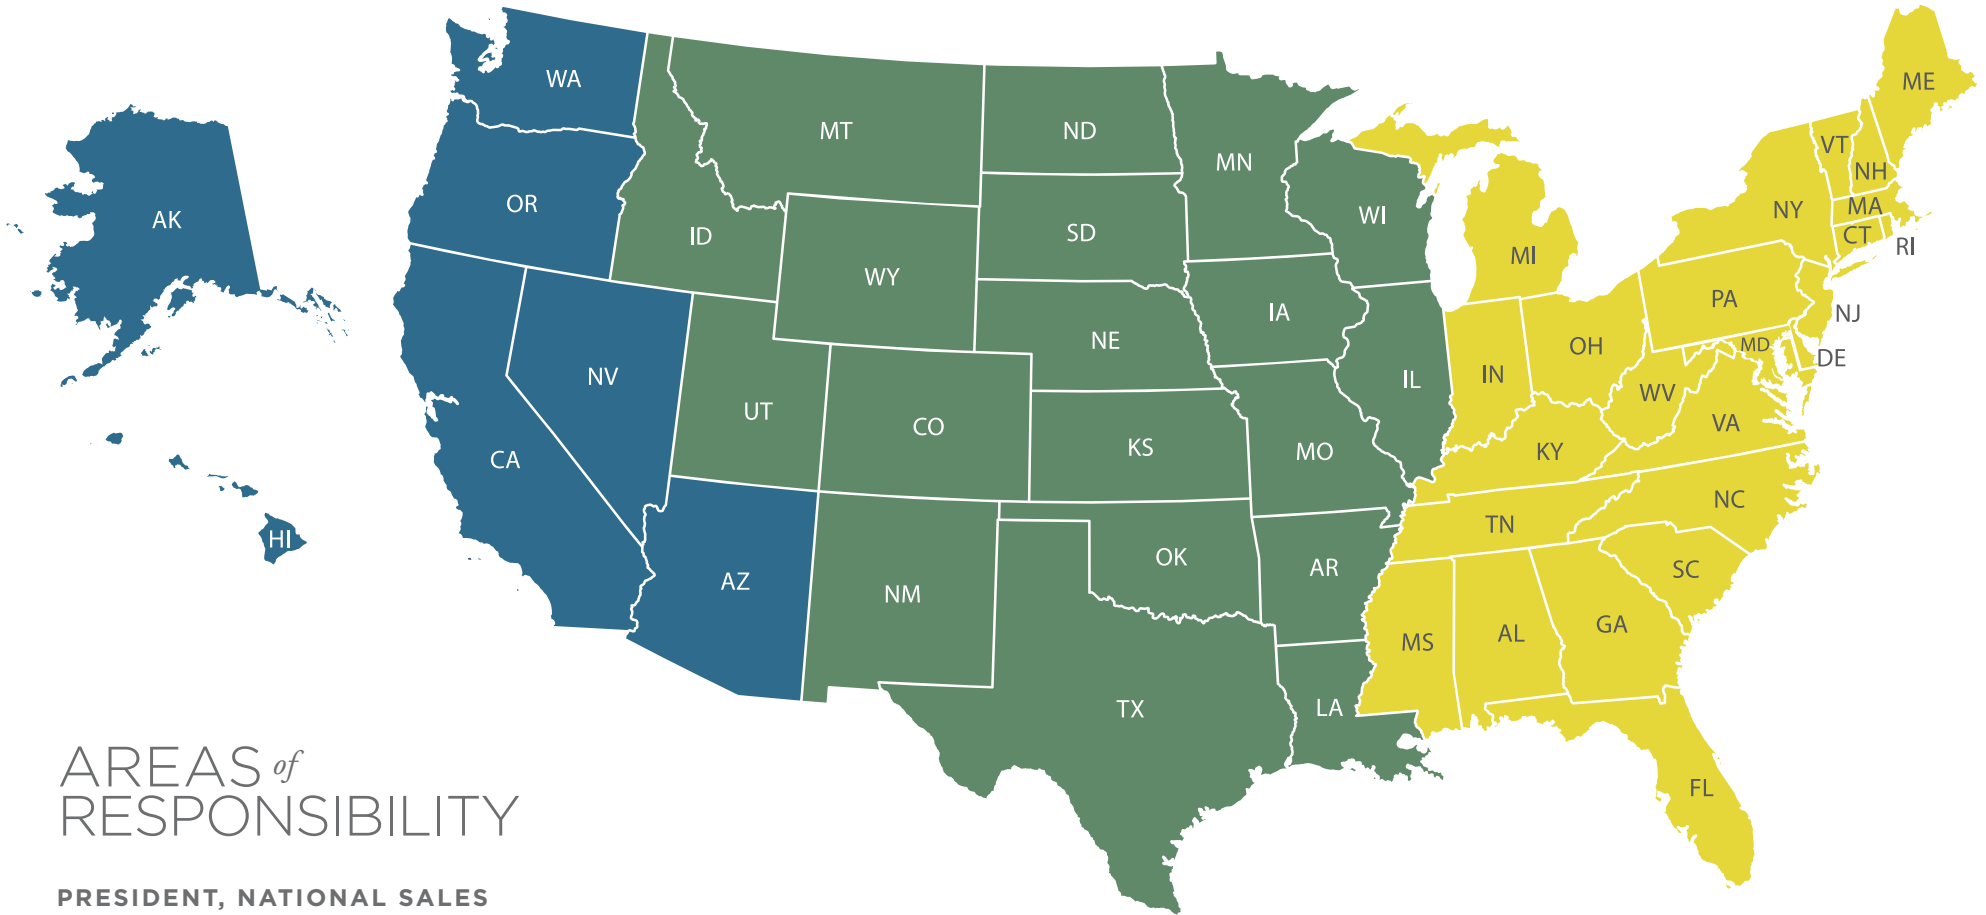 WA
ME
MT
ND
VT
MN
NH
AK
OR
WI
NY
MA
ID
SD
CT
RI
MI
WY
PA
IA
NJ
NE
OH
MD
DE
NV
IN
IL
WV
UT
CO
VA
KS
MO
KY
CA
NC
TN
HI
OK
AR
SC
AZ
NM
GA
AL
MS
TX
LA
FL
AREAS of
RESPONSIBILITY
PRESIDENT, NATIONAL SALES